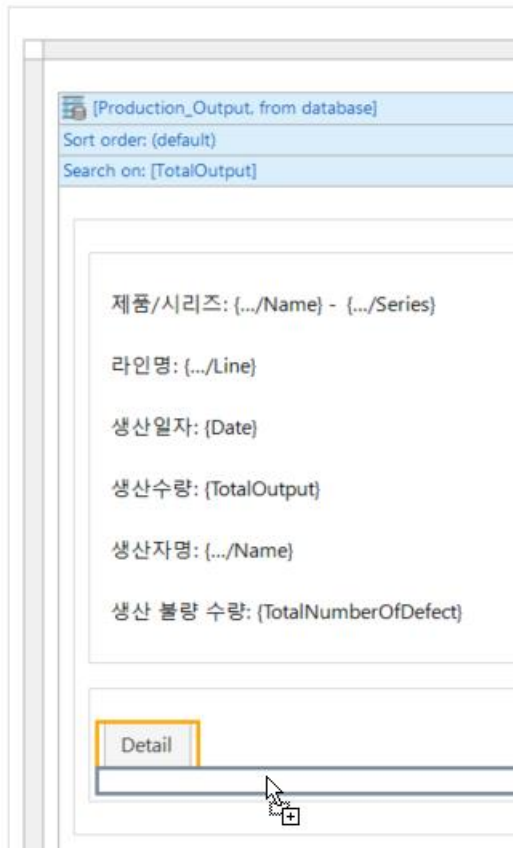 [Production_Output, from database]
Sort order: (default)
Search on: [TotalOutput]
제품/시리즈: {.../Name} - {.../Series}
라인명: {.../Line}
생산일자: {Date}
생산수량: {TotalOutput}
생산자명: {.../Name}
생산 불량 수량: {TotalNumberOfDefect}
Detail